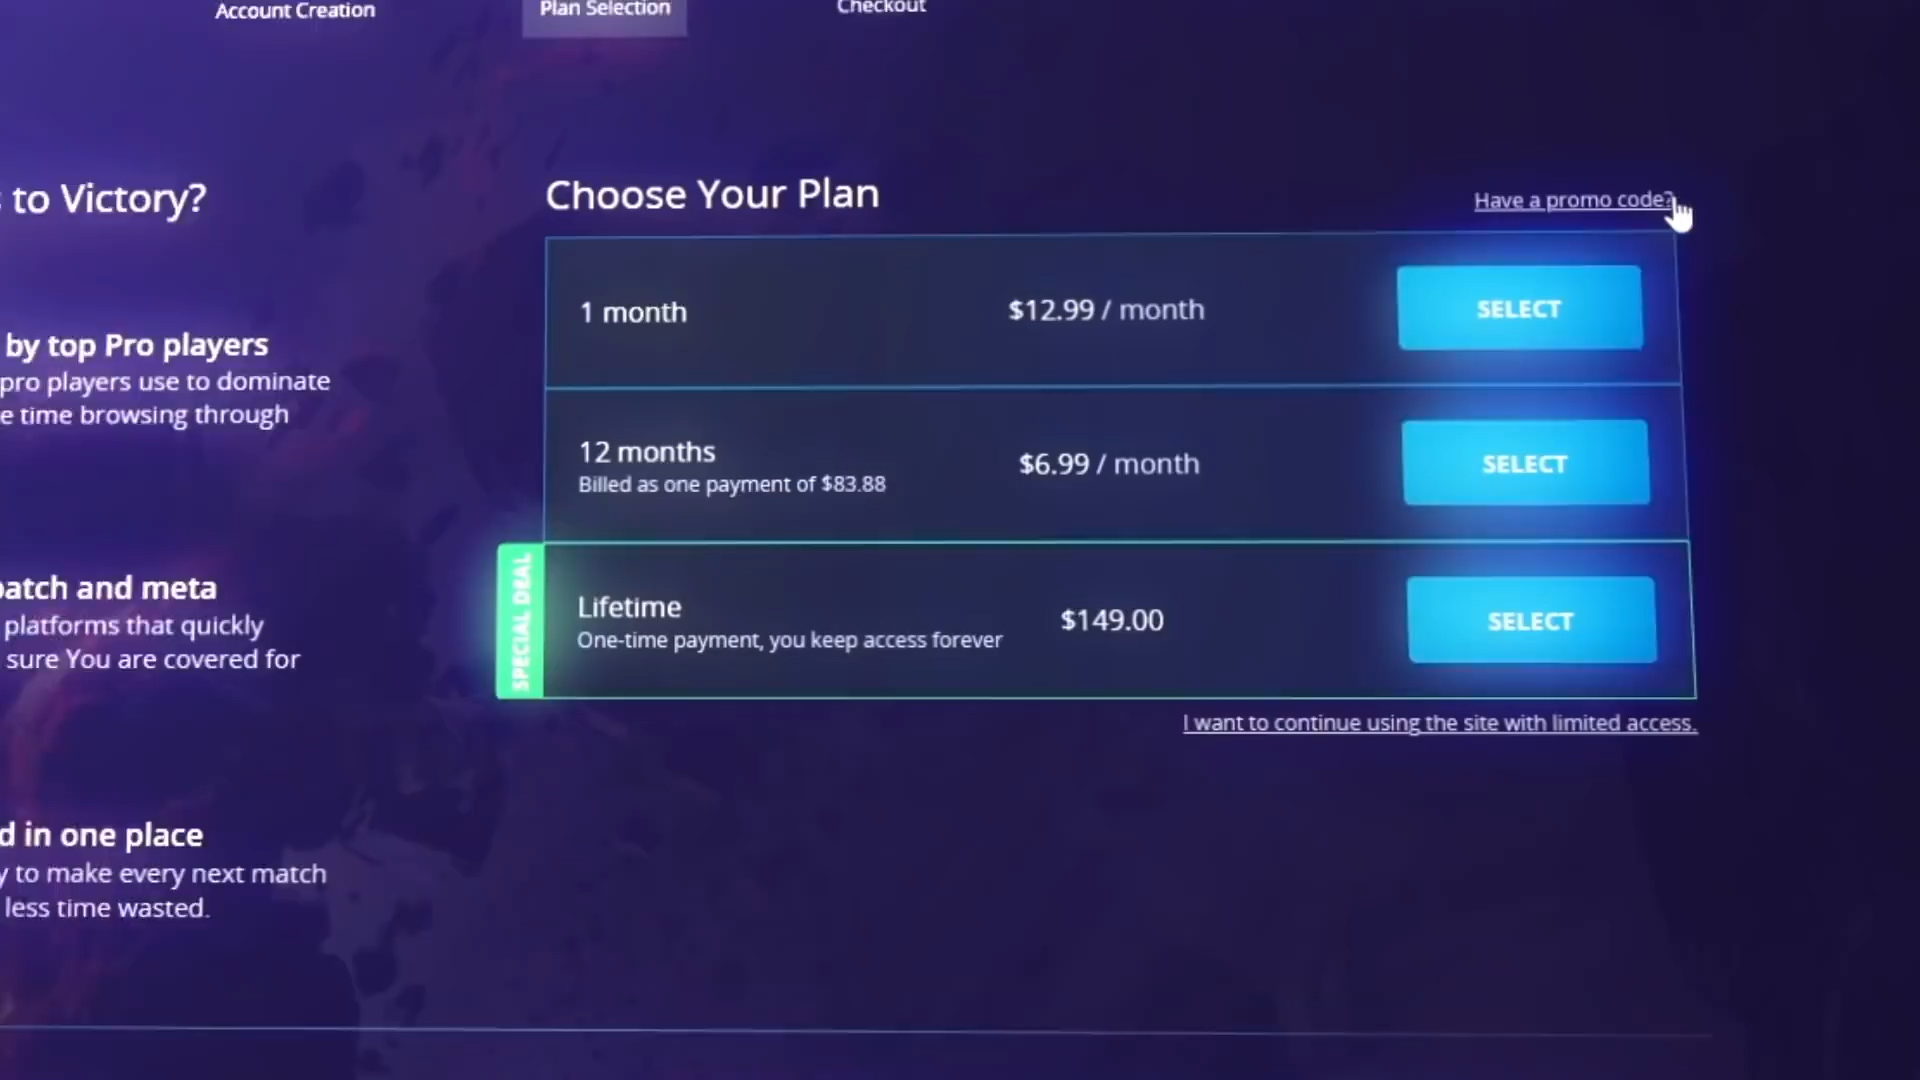 Account Creation
Plan Selection
Checkout
s to Victory?
by top Pro players
pro players use to dominate
e time browsing through
patch and meta
platforms that quickly
sure You are covered for
d in one place
y to make every next match
less time wasted.
Choose Your Plan
Have a promo code?
1 month
$12.99 / month
SELECT
12 months
Billed as one payment of $83.88
$6.99 / month
SELECT
SPECIAL DEAL
Lifetime
One-time payment, you keep access forever
$149.00
SELECT
I want to continue using the site with limited access.